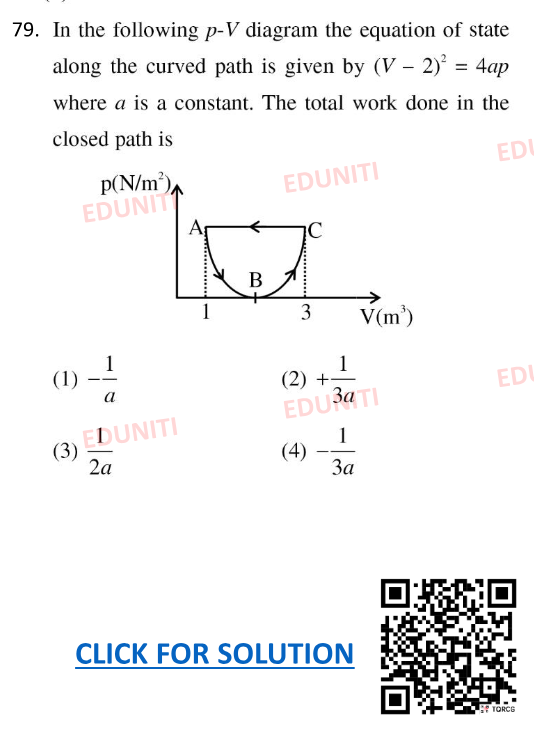 79. In the following p-V diagram the equation of state
along the curved path is given by (V – 2)² = 4ap
where a is a constant. The total work done in the
closed path is
EDU
p(N/m²)
EDUNITI
EDUNITI
A
C
B
1
3
V(m³)
(1) –1/a
(2) +1/3a
EDU
EDUNITI
(3) 1/2a
EDUNITI
(4) –1/3a
CLICK FOR SOLUTION
TQRCG